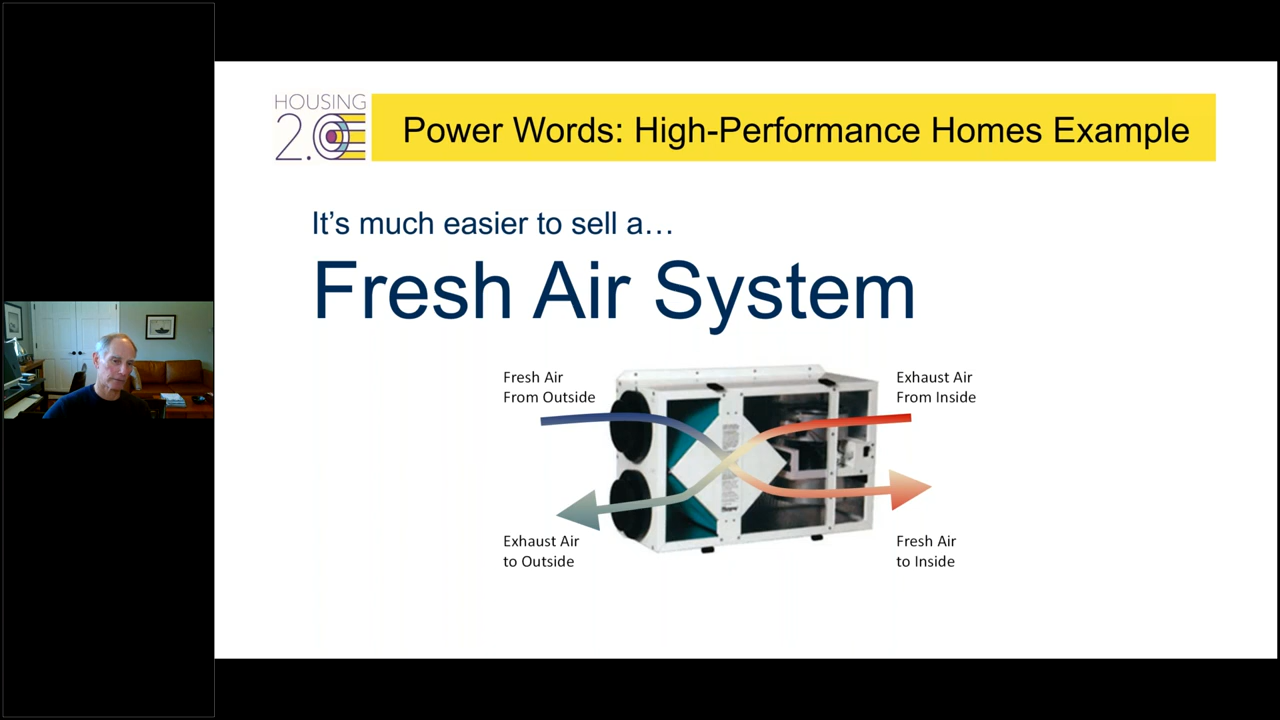 HOUSING
2.0
Power Words: High-Performance Homes Example
It's much easier to sell a…
Fresh Air System
Fresh Air
From Outside
Exhaust Air
From Inside
Exhaust Air
to Outside
Fresh Air
to Inside